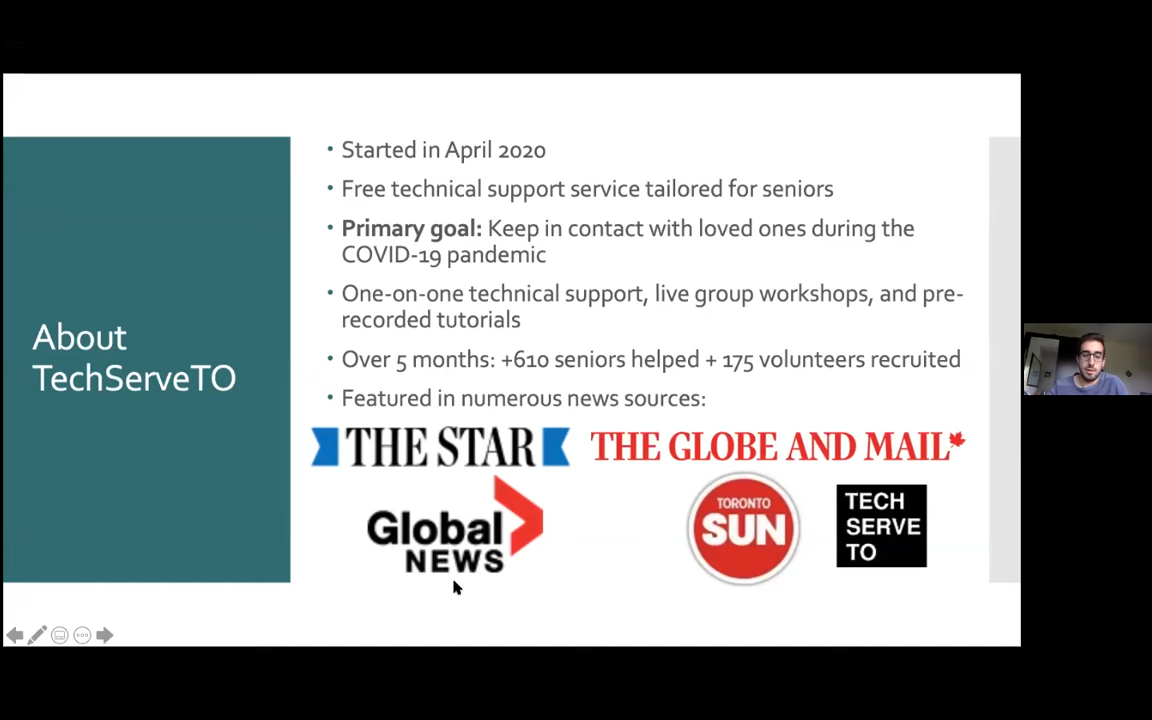 About
TechServeTO
• Started in April 2020
• Free technical support service tailored for seniors
• Primary goal: Keep in contact with loved ones during the
COVID-19 pandemic
• One-on-one technical support, live group workshops, and pre-
recorded tutorials
• Over 5 months: +610 seniors helped + 175 volunteers recruited
• Featured in numerous news sources:
THE STAR
THE GLOBE AND MAIL
Global
NEWS
TORONTO
SUN
TECH
SERVE
TO